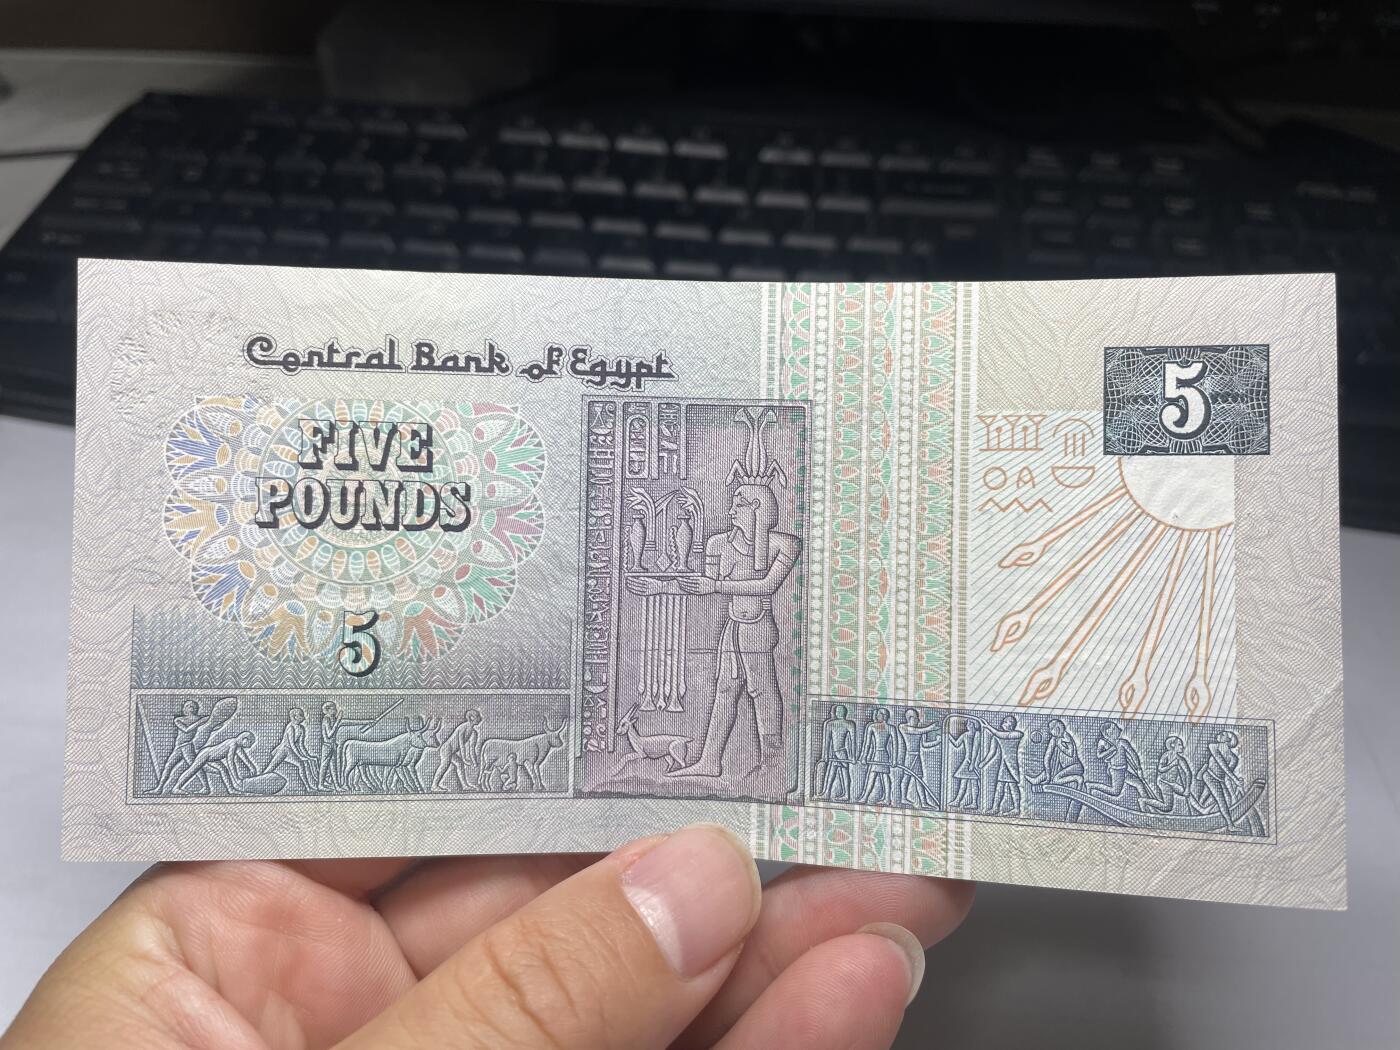 Central Bank of Egypt
FIVE
POUNDS
5
5